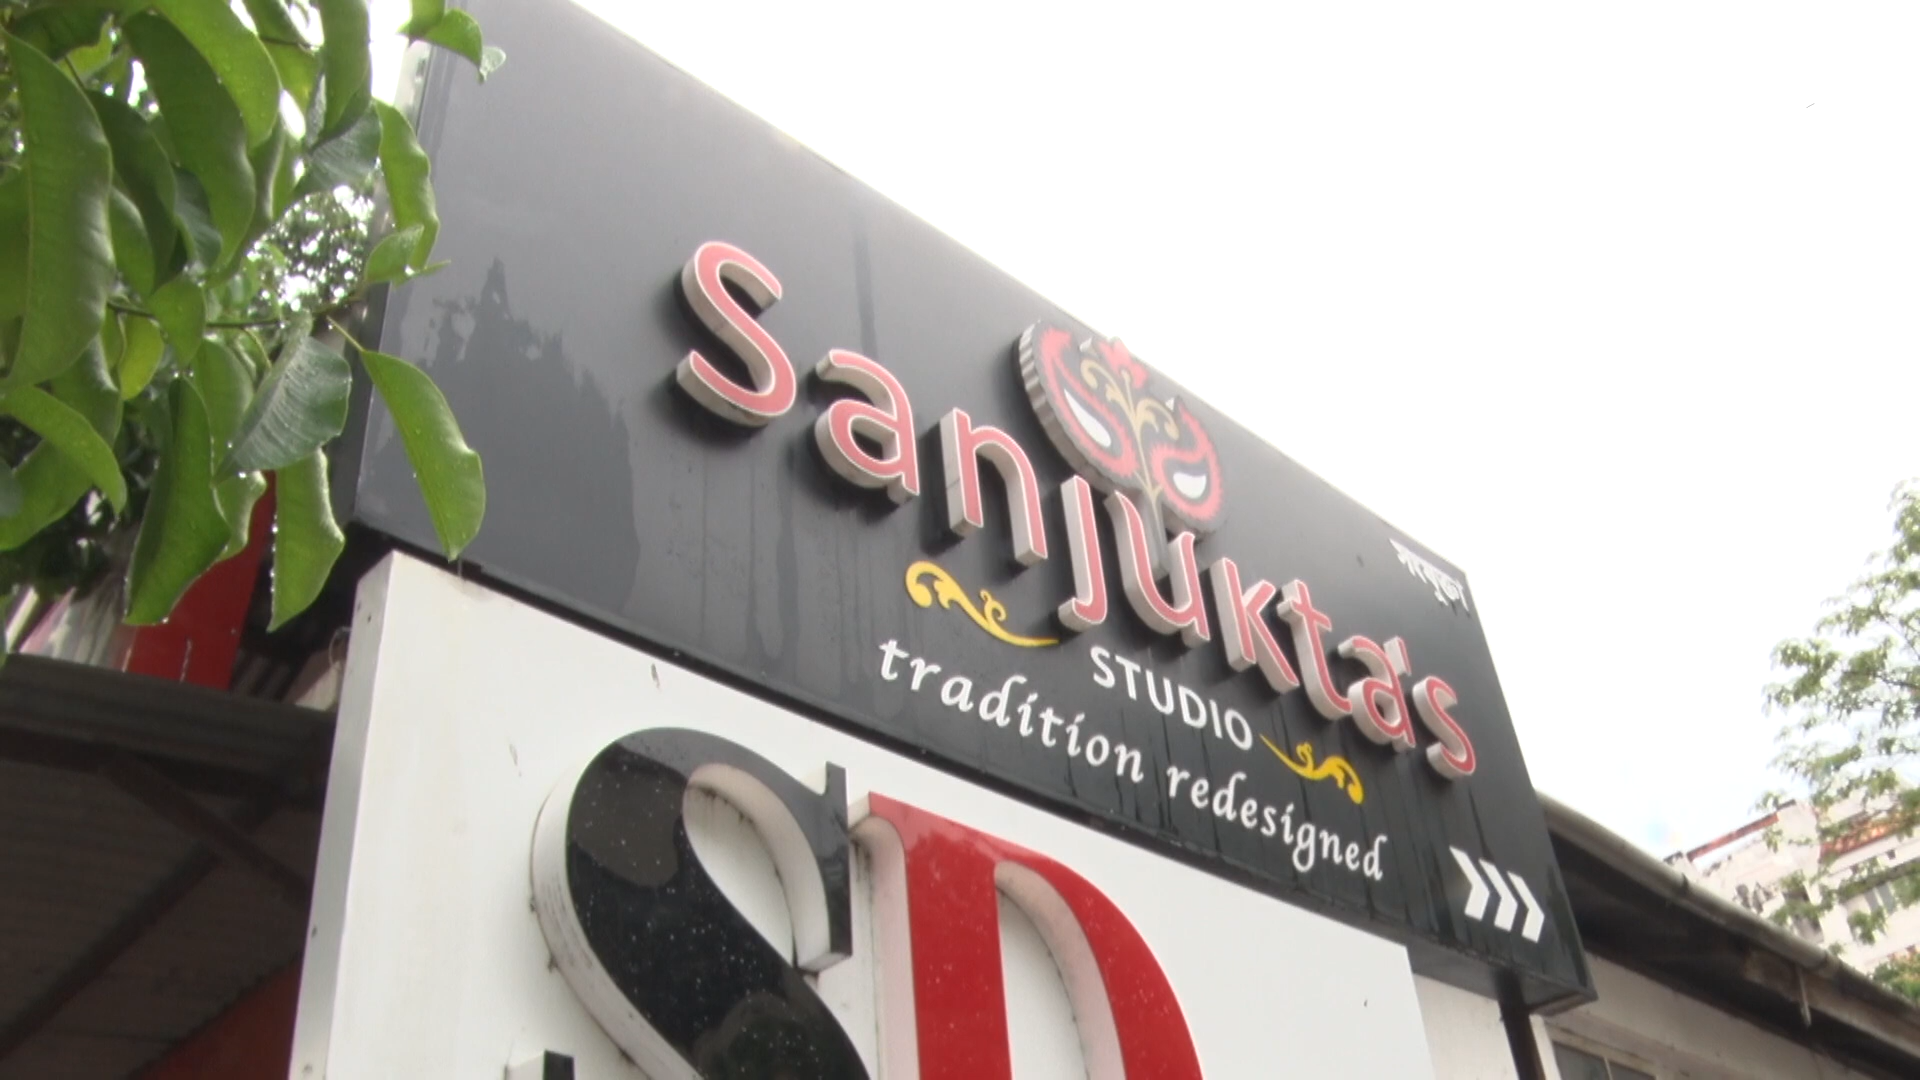 Sanjukta's
সংযুক্তা
STUDIO
tradition redesigned
SD